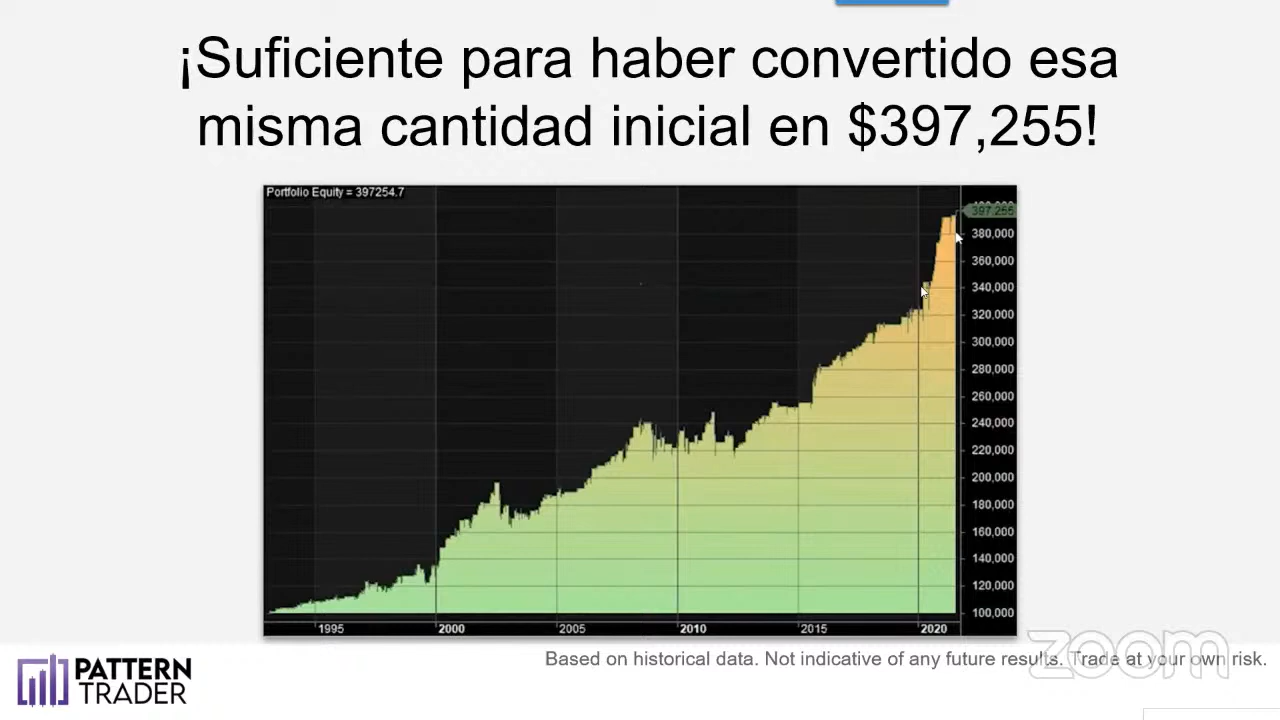 ¡Suficiente para haber convertido esa
misma cantidad inicial en $397,255!
Portfolio Equity = 397254.7
397,255
380,000
360,000
340,000
320,000
300,000
280,000
260,000
240,000
220,000
200,000
180,000
160,000
140,000
120,000
100,000
1995 2000 2005 2010 2015 2020
zoom
Based on historical data. Not indicative of any future results. Trade at your own risk.
PATTERN
TRADER